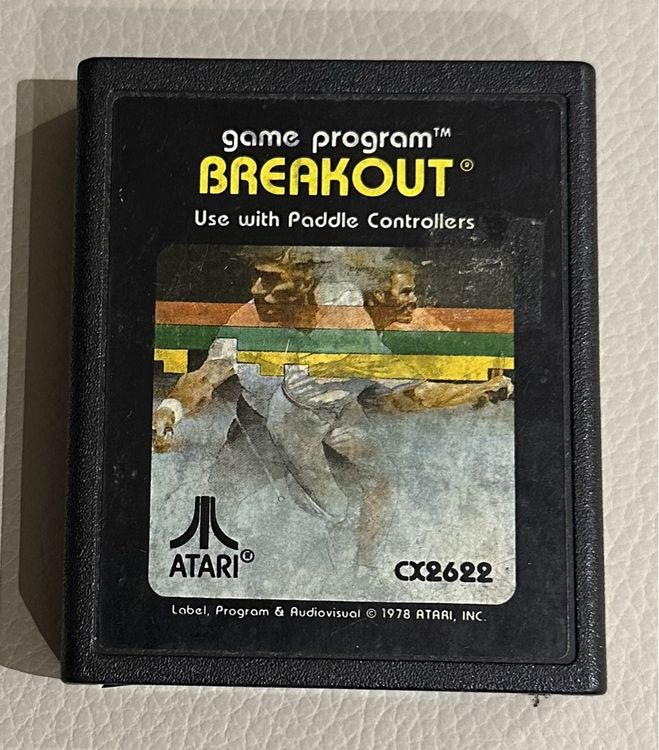 game program™
BREAKOUT®
Use with Paddle Controllers
ATARI®
CX2622
Label, Program & Audiovisual © 1978 ATARI, INC.